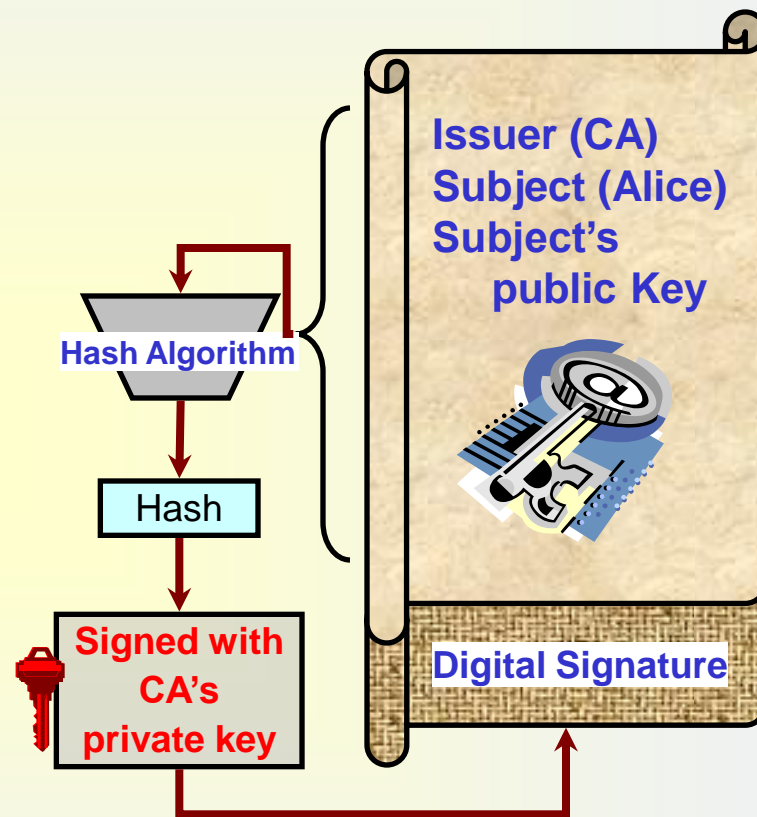 Issuer (CA)
Subject (Alice)
Subject's
public Key
Hash Algorithm
Hash
Signed with
CA's
private key
Digital Signature